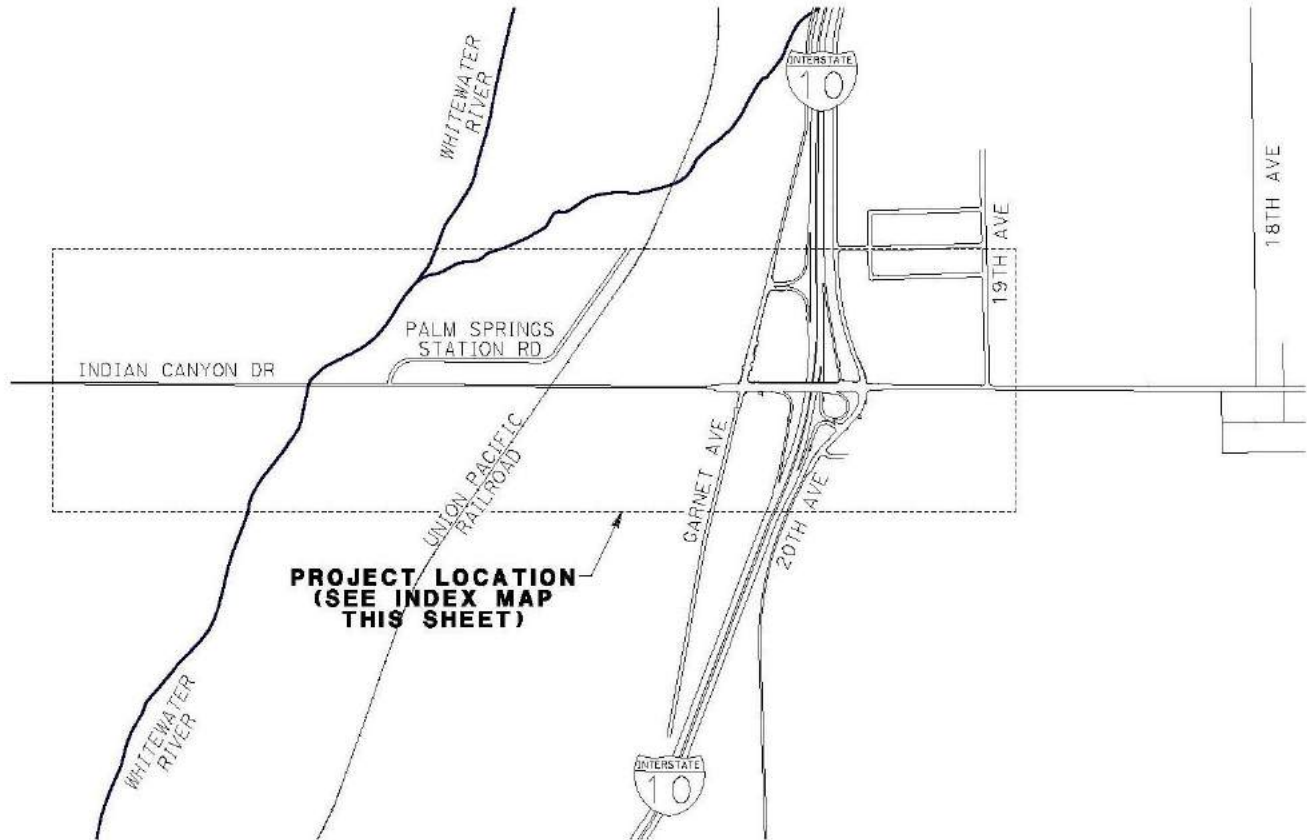 WHITEWATER
RIVER
INTERSTATE
10
18TH AVE
19TH AVE
PALM SPRINGS
STATION RD
INDIAN CANYON DR
UNION PACIFIC
RAILROAD
GARNET AVE
20TH AVE
PROJECT LOCATION
(SEE INDEX MAP
THIS SHEET)
WHITEWATER
RIVER
INTERSTATE
10